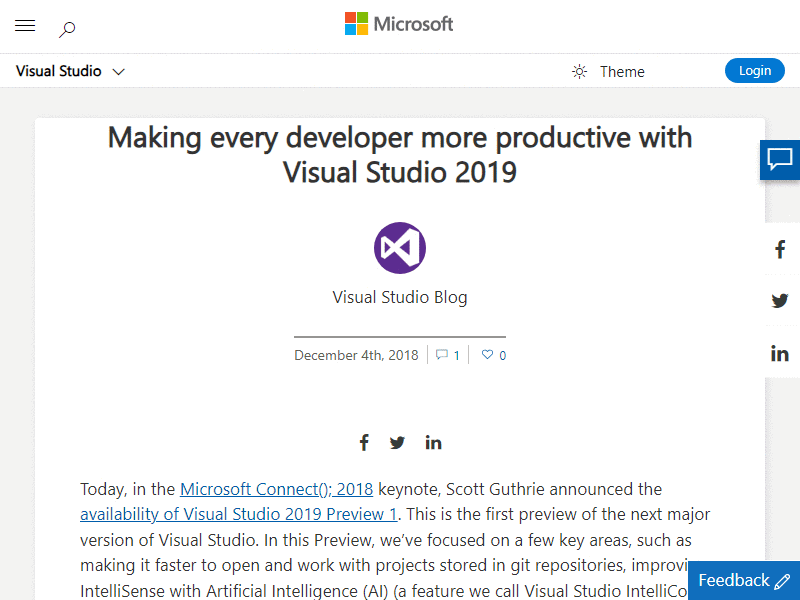 Microsoft
Visual Studio
Theme
Login
Making every developer more productive with
Visual Studio 2019
Visual Studio Blog
December 4th, 2018
1
0
Today, in the Microsoft Connect(); 2018 keynote, Scott Guthrie announced the
availability of Visual Studio 2019 Preview 1. This is the first preview of the next major
version of Visual Studio. In this Preview, we’ve focused on a few key areas, such as
making it faster to open and work with projects stored in git repositories,
IntelliSense with Artificial Intelligence (AI) (a feature we call Visual Studio
Feedback